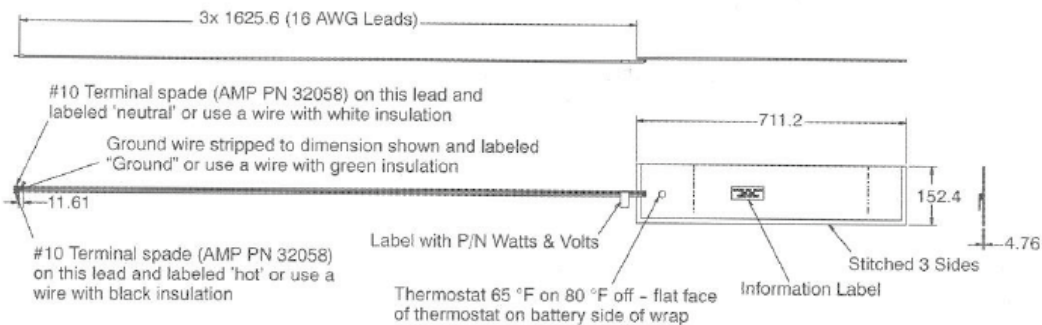 3x 1625.6 (16 AWG Leads)
#10 Terminal spade (AMP PN 32058) on this lead and
labeled 'neutral' or use a wire with white insulation
711.2
Ground wire stripped to dimension shown and labeled
"Ground" or use a wire with green insulation
11.61
152.4
4.76
Label with P/N Watts & Volts
#10 Terminal spade (AMP PN 32058)
on this lead and labeled 'hot' or use a
wire with black insulation
Stitched 3 Sides
Information Label
Thermostat 65 °F on 80 °F off – flat face
of thermostat on battery side of wrap